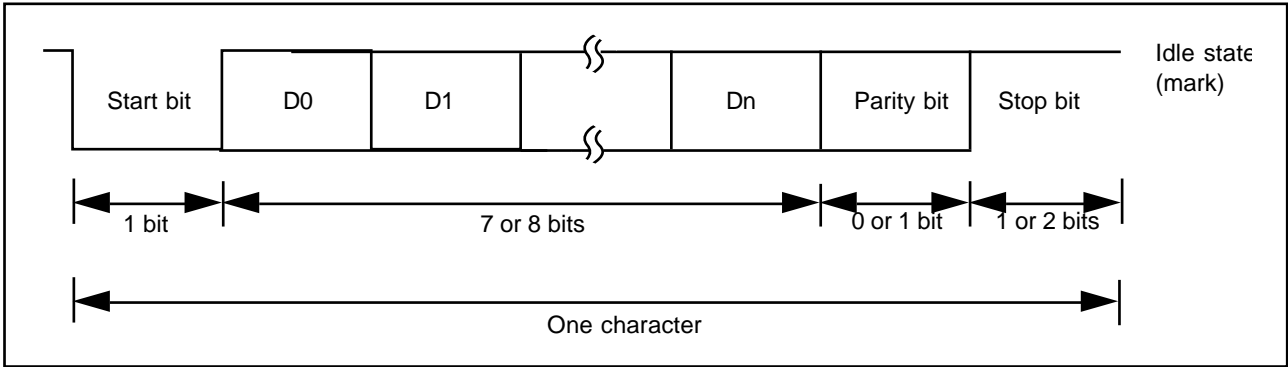 Idle state
(mark)
Start bit
D0
D1
Dn
Parity bit
Stop bit
1 bit
7 or 8 bits
0 or 1 bit
1 or 2 bits
One character